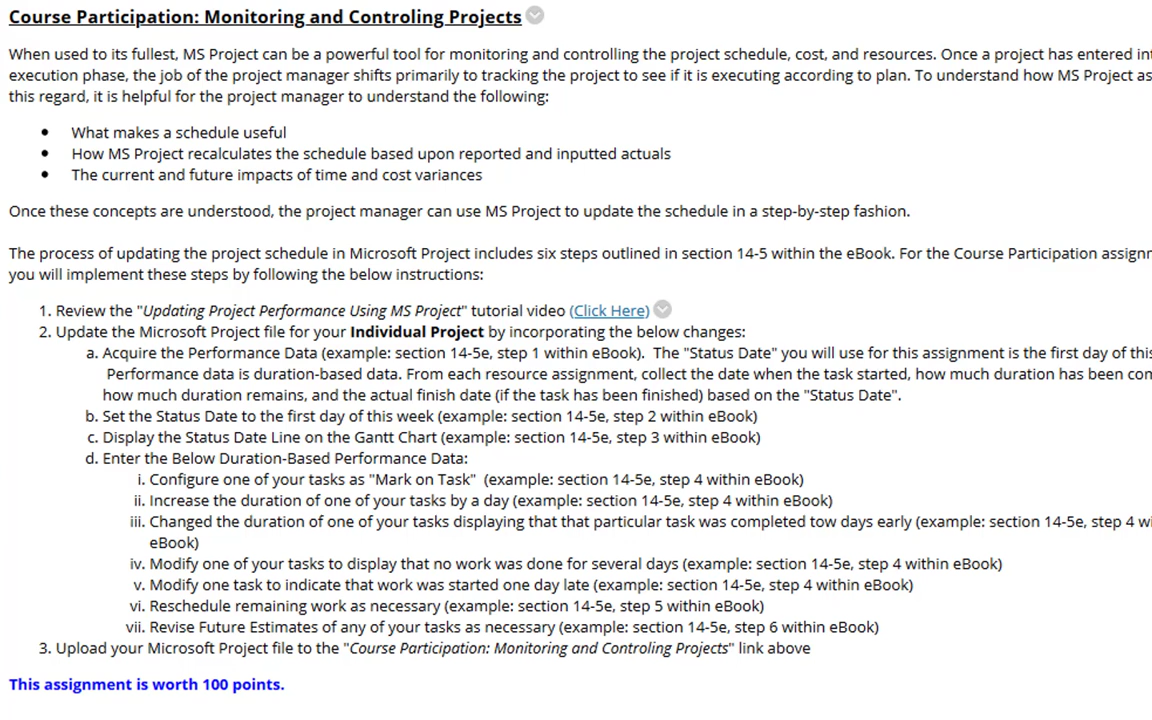 Course Participation: Monitoring and Controling Projects
When used to its fullest, MS Project can be a powerful tool for monitoring and controlling the project schedule, cost, and resources. Once a project has entered
execution phase, the job of the project manager shifts primarily to tracking the project to see if it is executing according to plan. To understand how MS Project
this regard, it is helpful for the project manager to understand the following:
• What makes a schedule useful
• How MS Project recalculates the schedule based upon reported and inputted actuals
• The current and future impacts of time and cost variances
Once these concepts are understood, the project manager can use MS Project to update the schedule in a step-by-step fashion.
The process of updating the project schedule in Microsoft Project includes six steps outlined in section 14-5 within the eBook. For the Course Participation
you will implement these steps by following the below instructions:
1. Review the "Updating Project Performance Using MS Project" tutorial video (Click Here)
2. Update the Microsoft Project file for your Individual Project by incorporating the below changes:
a. Acquire the Performance Data (example: section 14-5e, step 1 within eBook). The "Status Date" you will use for this assignment is the first day of
Performance data is duration-based data. From each resource assignment, collect the date when the task started, how much duration has been
how much duration remains, and the actual finish date (if the task has been finished) based on the "Status Date".
b. Set the Status Date to the first day of this week (example: section 14-5e, step 2 within eBook)
c. Display the Status Date Line on the Gantt Chart (example: section 14-5e, step 3 within eBook)
d. Enter the Below Duration-Based Performance Data:
i. Configure one of your tasks as "Mark on Task" (example: section 14-5e, step 4 within eBook)
ii. Increase the duration of one of your tasks by a day (example: section 14-5e, step 4 within eBook)
iii. Changed the duration of one of your tasks displaying that that particular task was completed tow days early (example: section 14-5e, step 4
eBook)
iv. Modify one of your tasks to display that no work was done for several days (example: section 14-5e, step 4 within eBook)
v. Modify one task to indicate that work was started one day late (example: section 14-5e, step 4 within eBook)
vi. Reschedule remaining work as necessary (example: section 14-5e, step 5 within eBook)
vii. Revise Future Estimates of any of your tasks as necessary (example: section 14-5e, step 6 within eBook)
3. Upload your Microsoft Project file to the "Course Participation: Monitoring and Controling Projects" link above
This assignment is worth 100 points.